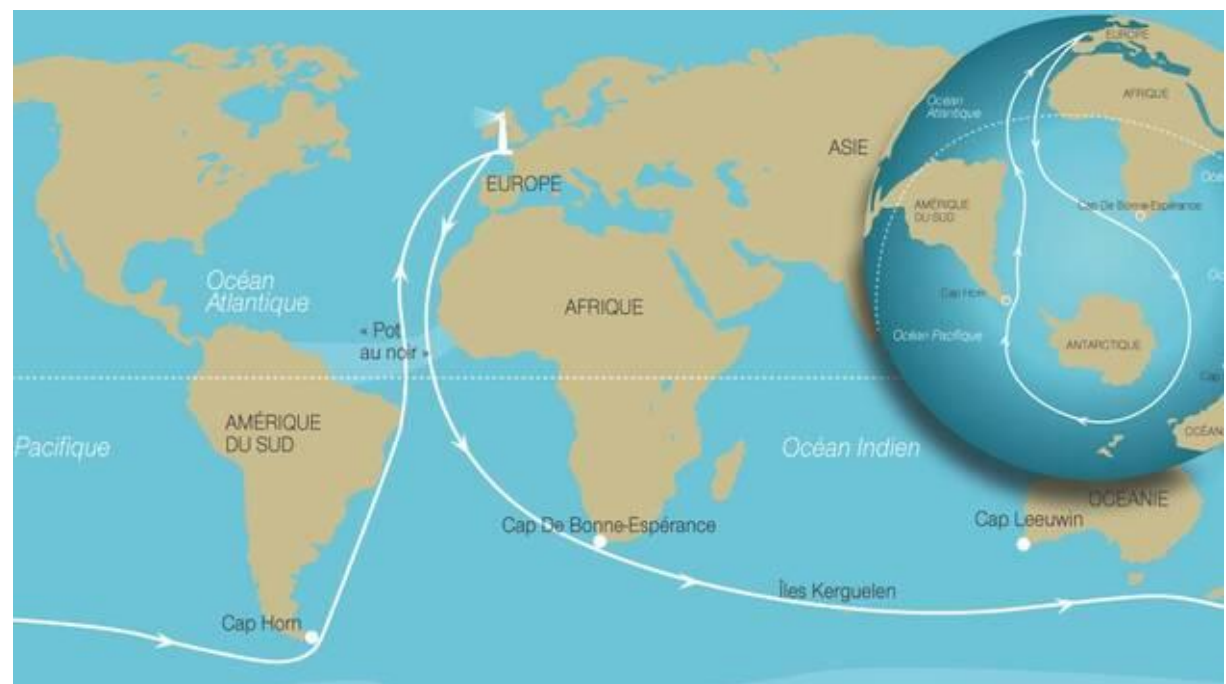 EUROPE
AFRIQUE
Océan
Atlantique
ASIE
EUROPE
AMÉRIQUE
DU SUD
Cap De Bonne-Espérance
Océan
Atlantique
AFRIQUE
Cap Horn
« Pot
au noir »
Océan Pacifique
ANTARCTIQUE
AMÉRIQUE
DU SUD
Pacifique
Océan Indien
OCÉANI
OCÉANIE
Cap De Bonne-Espérance
Cap Leeuwin
Îles Kerguelen
Cap Horn